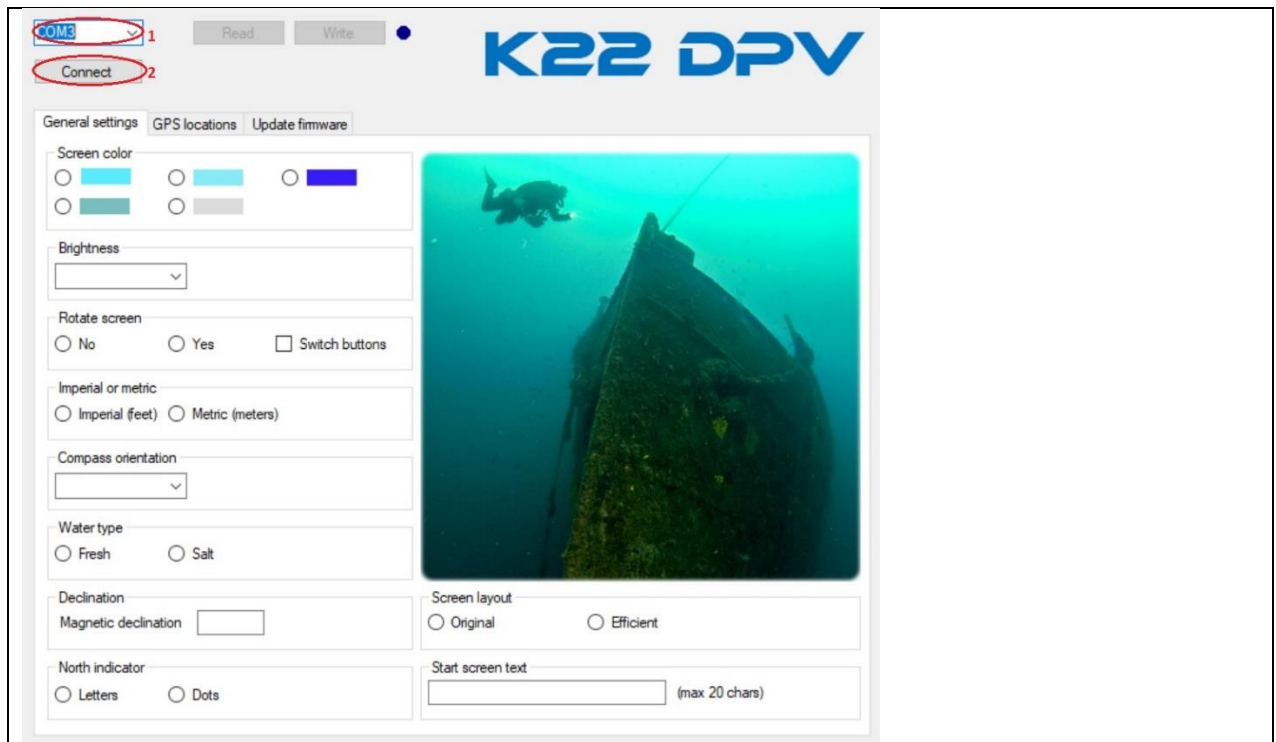 COM3 1 Read Write
K22 DPV
Connect 2
General settings GPS locations Update firmware
Screen color
Brightness
Rotate screen
No Yes Switch buttons
Imperial or metric
Imperial (feet) Metric (meters)
Compass orientation
Water type
Fresh Salt
Declination
Magnetic declination
North indicator
Letters Dots
Screen layout
Original Efficient
Start screen text
(max 20 chars)